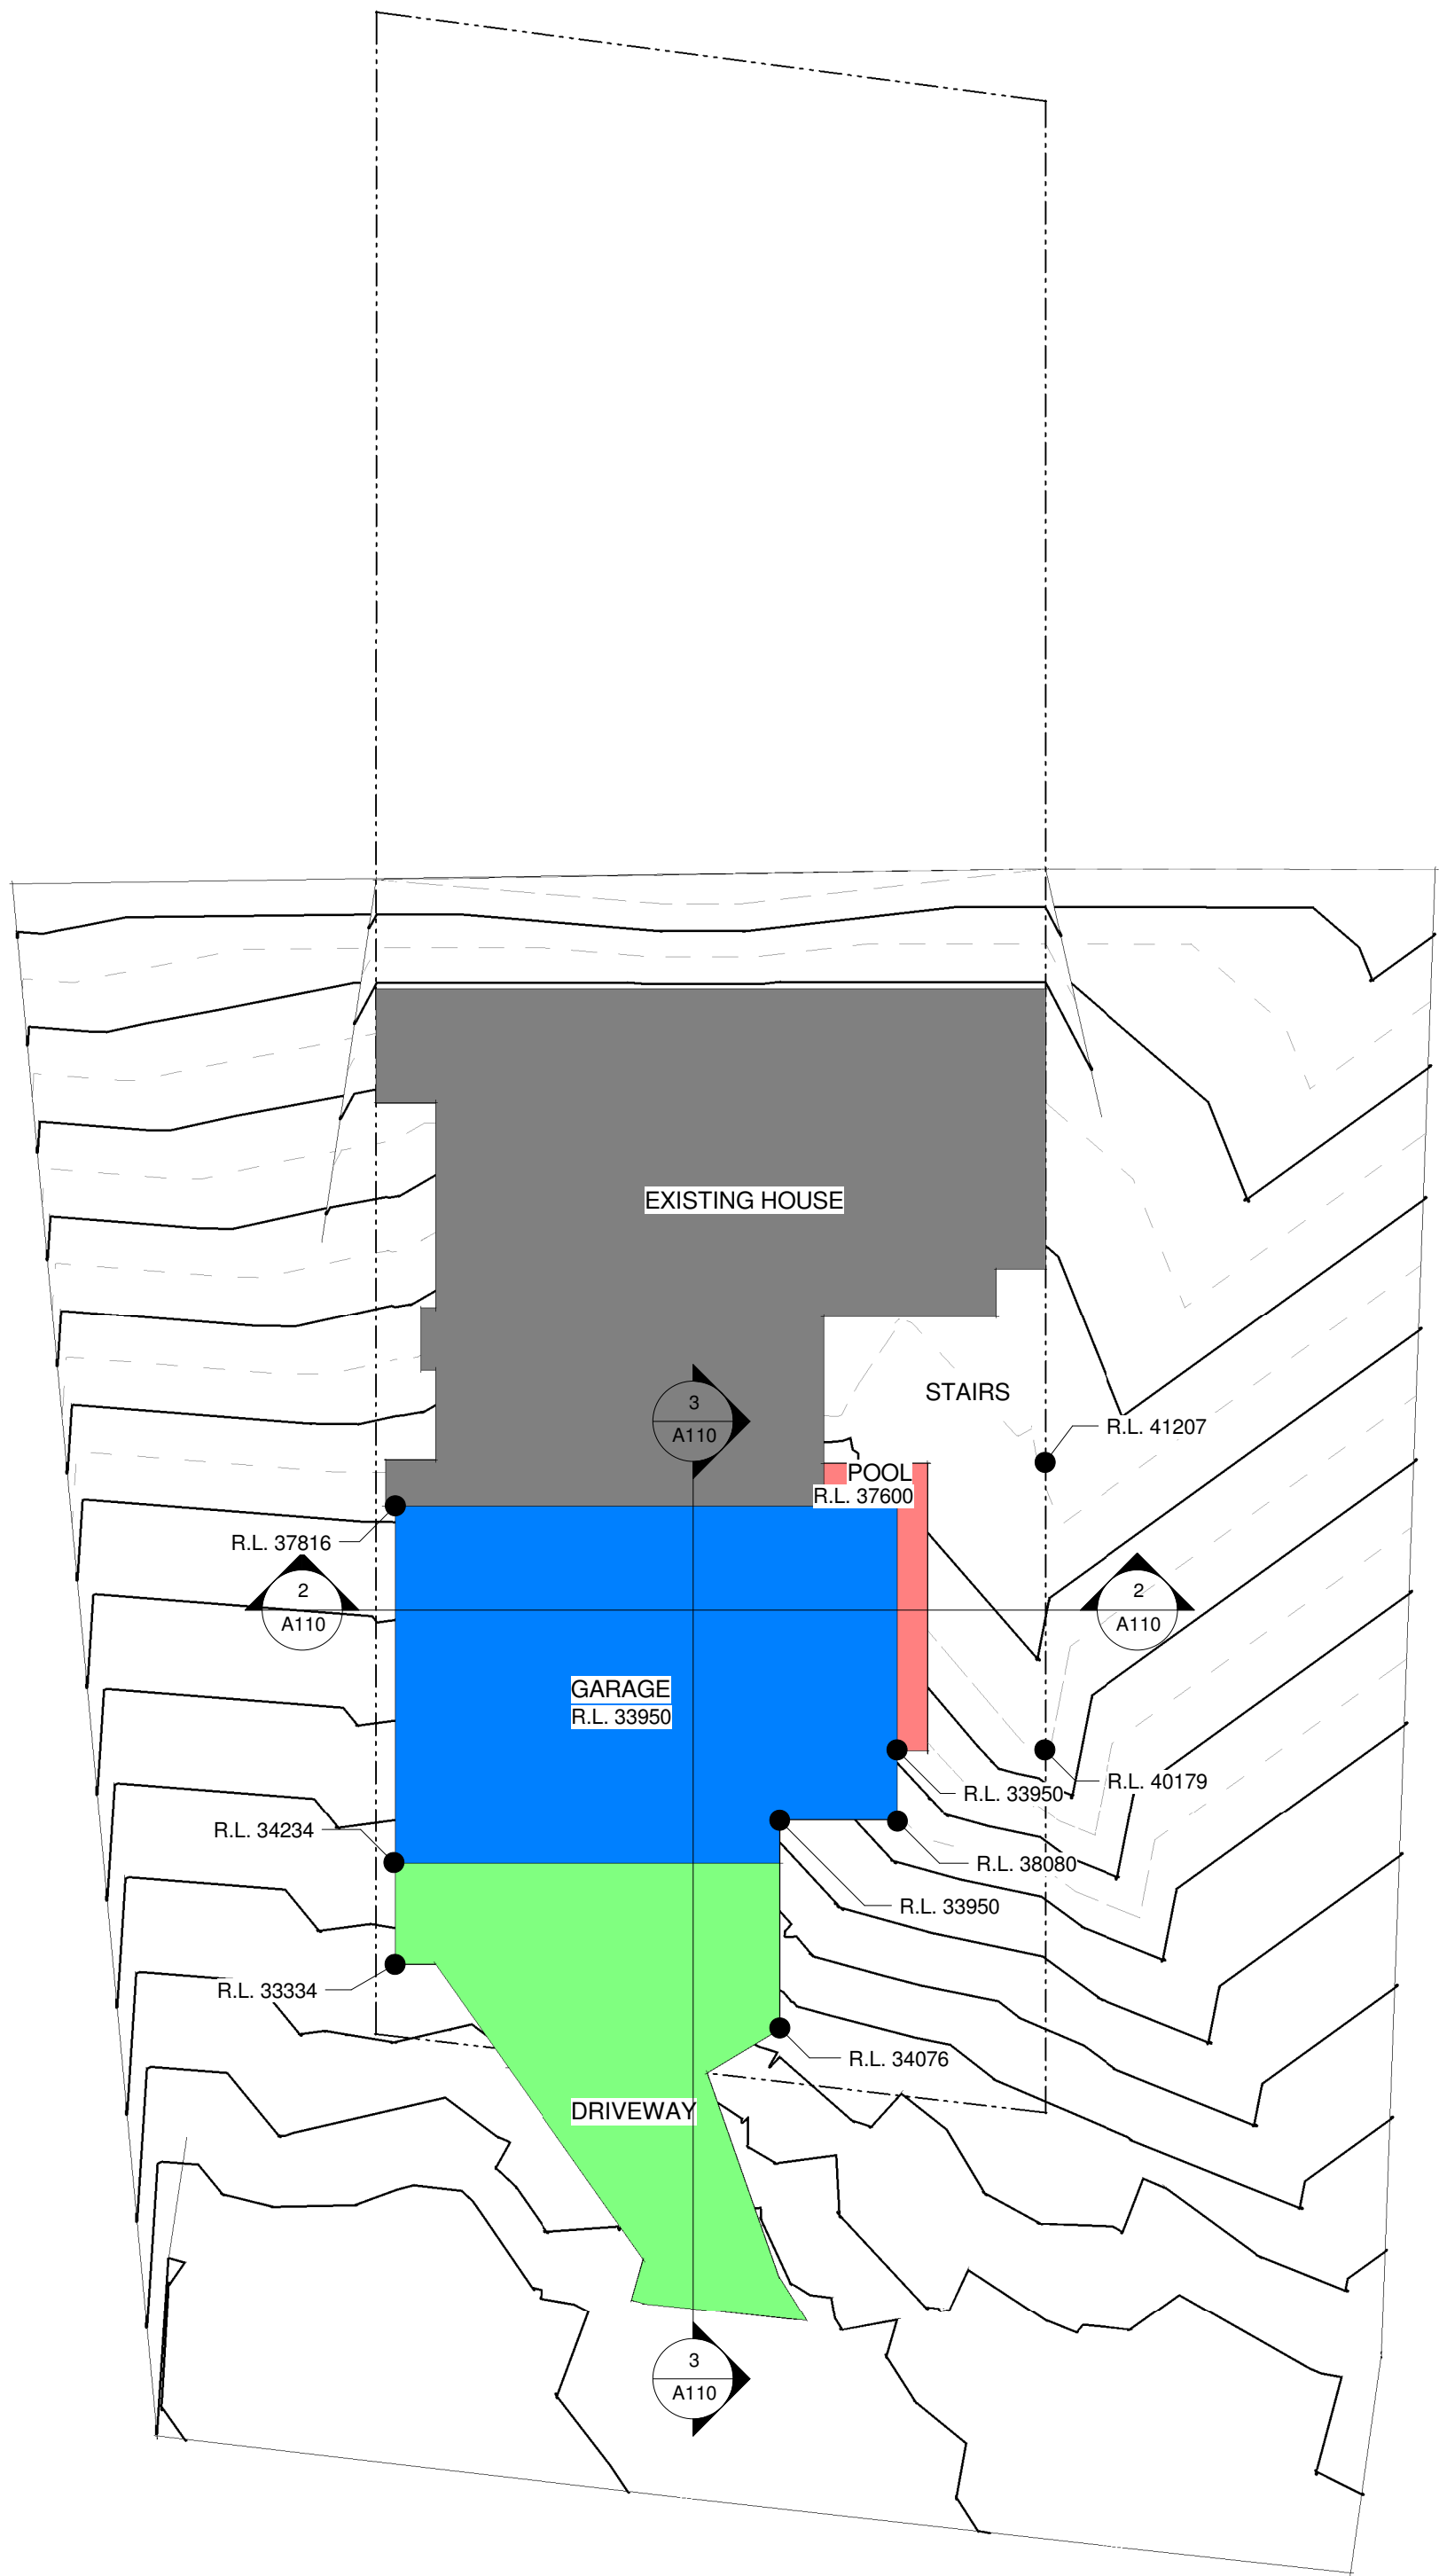 EXISTING HOUSE
3
A110
STAIRS
R.L. 41207
POOL
R.L. 37600
R.L. 37816
2
A110
2
A110
GARAGE
R.L. 33950
R.L. 40179
R.L. 33950
R.L. 34234
R.L. 38080
R.L. 33950
R.L. 33334
R.L. 34076
DRIVEWAY
3
A110